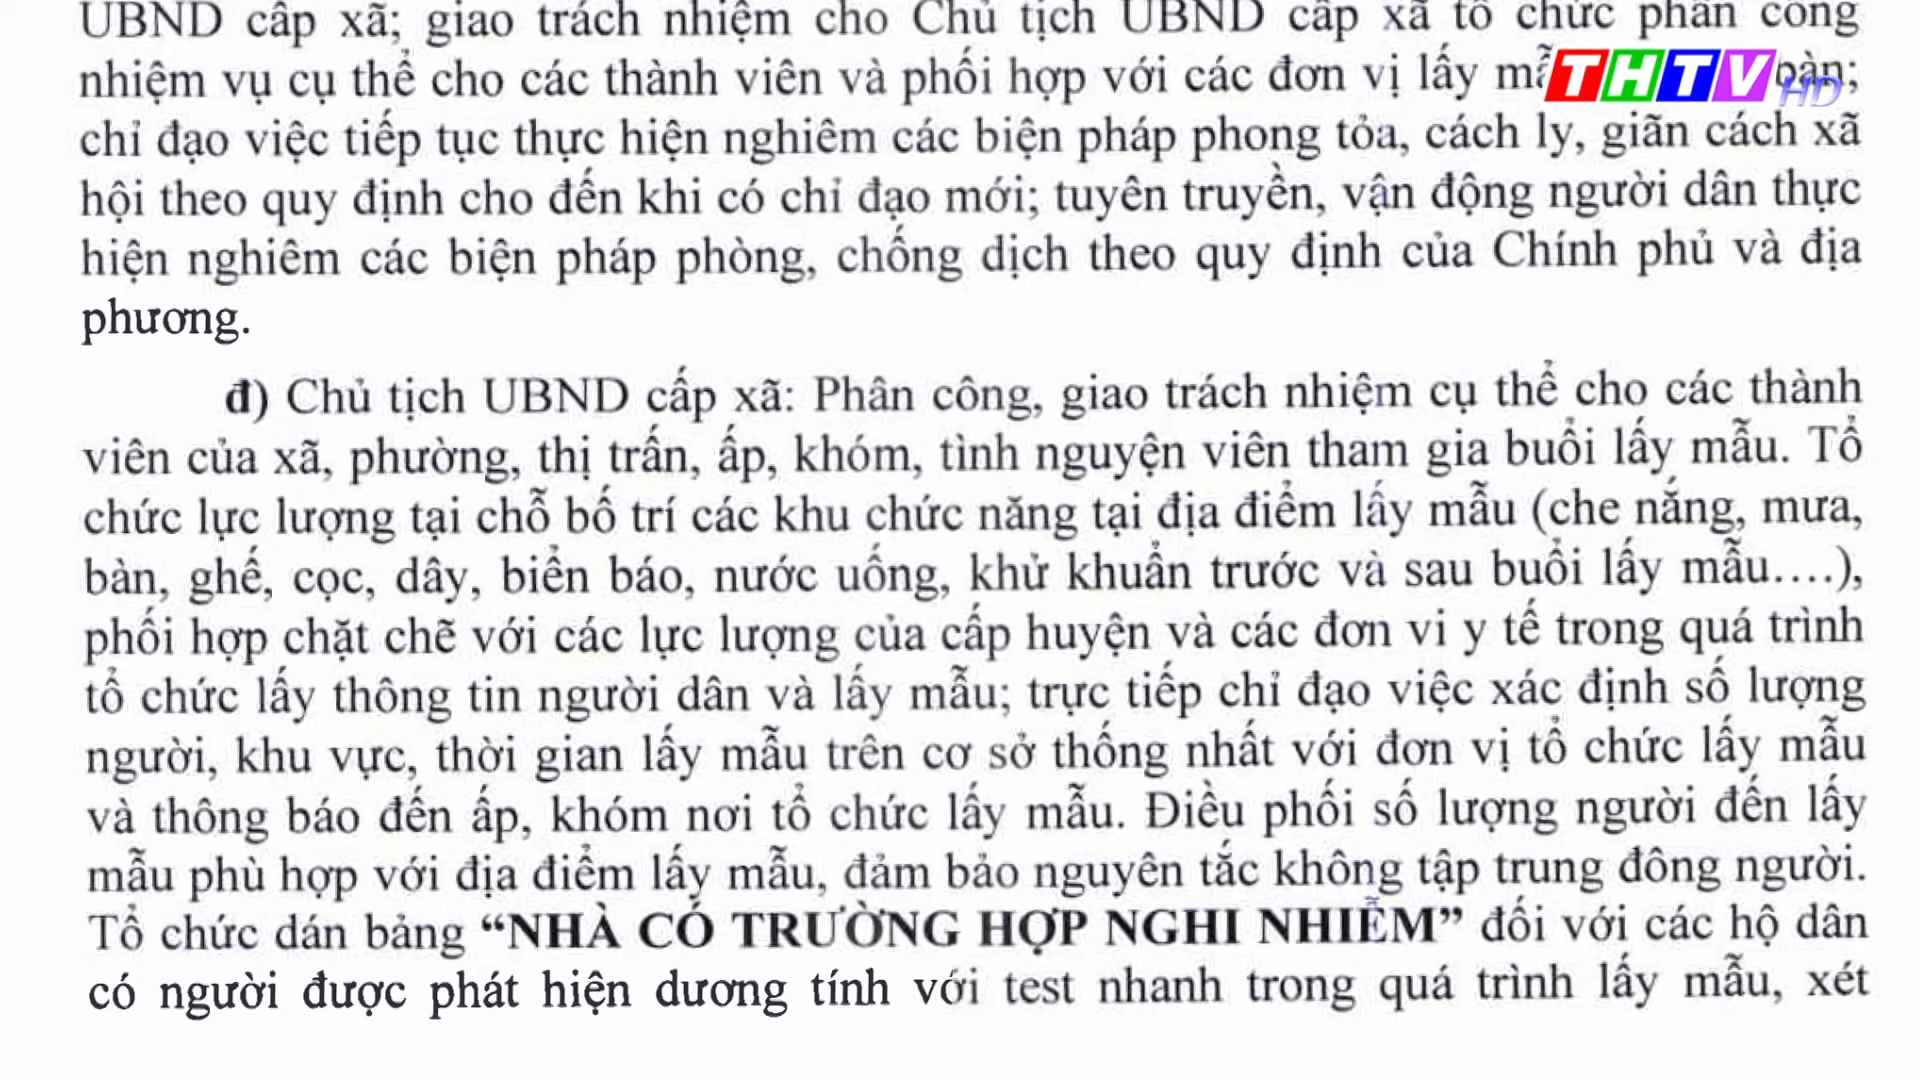 UBND cấp xã; giao trách nhiệm cho Chủ tịch UBND cấp xã tổ chức phân công
nhiệm vụ cụ thể cho các thành viên và phối hợp với các đơn vị lấy bàn;
THTV HD
chỉ đạo việc tiếp tục thực hiện nghiêm các biện pháp phong tỏa, cách ly, giãn cách xã
hội theo quy định cho đến khi có chỉ đạo mới; tuyên truyền, vận động người dân thực
hiện nghiêm các biện pháp phòng, chống dịch theo quy định của Chính phủ và địa
phương.
đ) Chủ tịch UBND cấp xã: Phân công, giao trách nhiệm cụ thể cho các thành
viên của xã, phường, thị trấn, ấp, khóm, tình nguyện viên tham gia buổi lấy mẫu. Tổ
chức lực lượng tại chỗ bố trí các khu chức năng tại địa điểm lấy mẫu (che nắng, mưa,
bàn, ghế, cọc, dây, biển báo, nước uống, khử khuẩn trước và sau buổi lấy mẫu....),
phối hợp chặt chẽ với các lực lượng của cấp huyện và các đơn vi y tế trong quá trình
tổ chức lấy thông tin người dân và lấy mẫu; trực tiếp chỉ đạo việc xác định số lượng
người, khu vực, thời gian lấy mẫu trên cơ sở thống nhất với đơn vị tổ chức lấy mẫu
và thông báo đến ấp, khóm nơi tổ chức lấy mẫu. Điều phối số lượng người đến lấy
mẫu phù hợp với địa điểm lấy mẫu, đảm bảo nguyên tắc không tập trung đông người.
Tổ chức dán bảng “NHÀ CÓ TRƯỜNG HỢP NGHI NHIỄM” đối với các hộ dân
có người được phát hiện dương tính với test nhanh trong quá trình lấy mẫu, xét